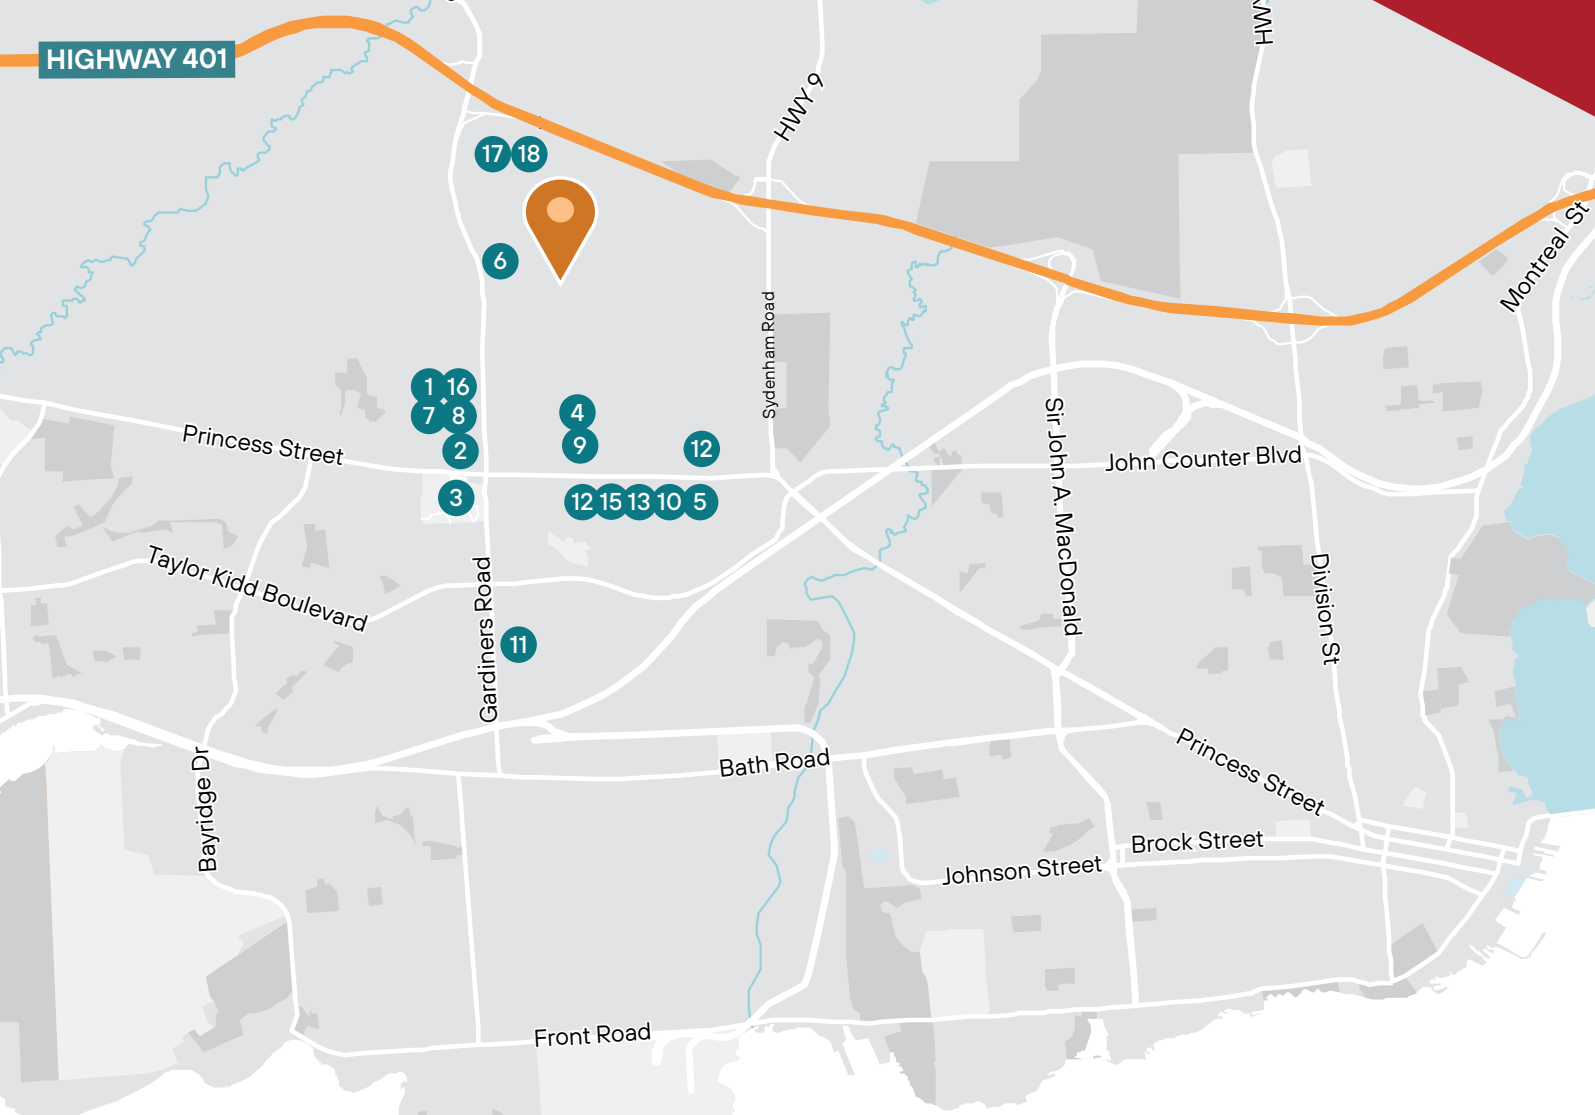 HWY
HIGHWAY 401
HWY 9
17 18
Montreal St
6
Sydenham Road
1 16
7 8
4
Princess Street
2
9
12
Sir John A. MacDonald
John Counter Blvd
3
12 15 13 10 5
Taylor Kidd Boulevard
Gardiners Road
11
Division St
Princess Street
Bath Road
Bayridge Dr
Brock Street
Johnson Street
Front Road